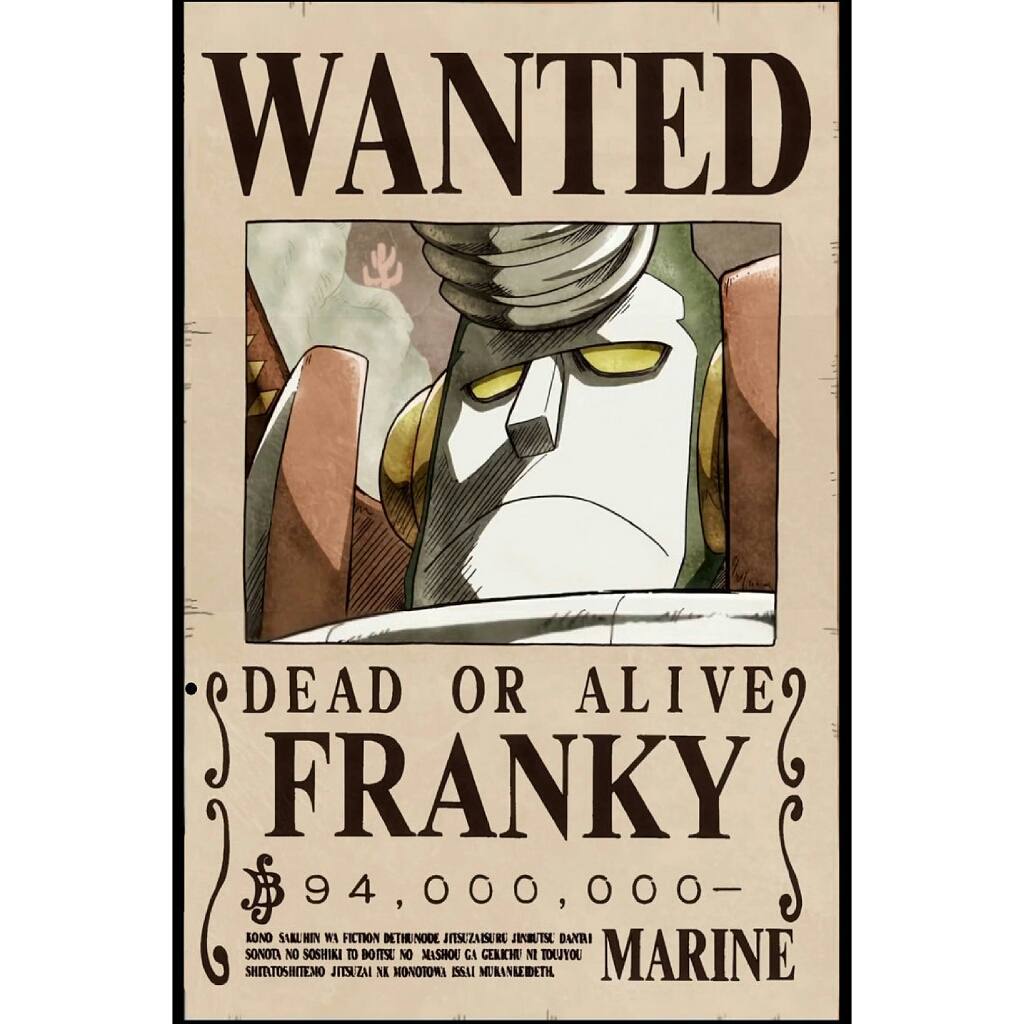 WANTED
DEAD OR ALIVE
FRANKY
฿94,000,000-
KONO SAKUHIN WA FICTION DETHUNODE JITSUZAISURU JINBUTSU DANTAI
SONOTA NO SOSHIKI TO DOITSU NO MASHOU GA GEKICHU NI TOUJYOU
SHITATOSHITEMO JITSUZAI NK MONOTOWA ISSAI MUKANKEIDETH.
MARINE